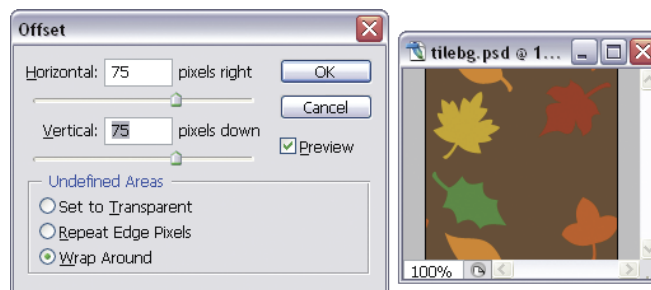 Offset
Horizontal: 75 pixels right
OK
Cancel
Vertical: 75 pixels down
Preview
Undefined Areas
Set to Transparent
Repeat Edge Pixels
Wrap Around
tilebg.psd @ 1...
100%